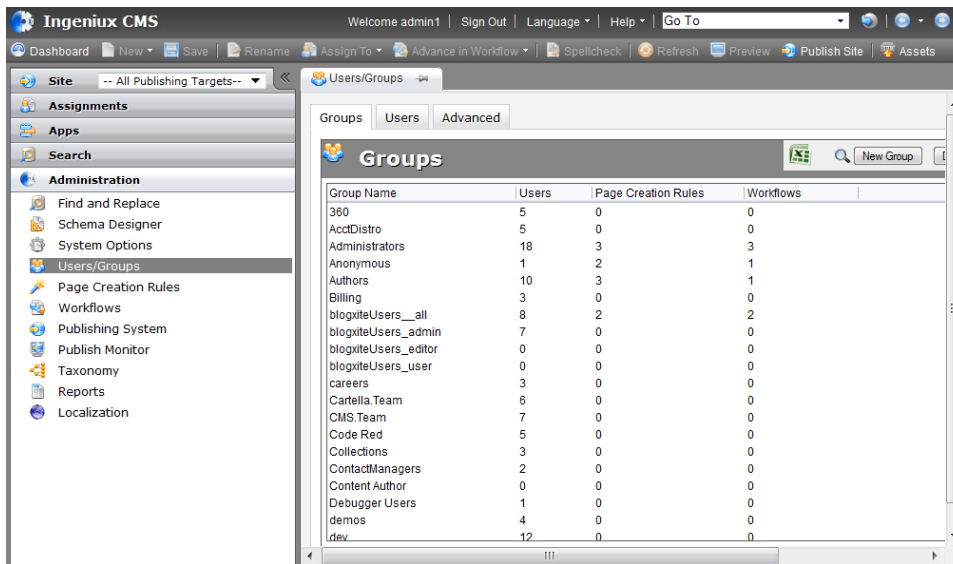 Ingeniux CMS
Welcome admin1 | Sign Out | Language | Help | Go To
Dashboard New Save Rename Assign To Advance in Workflow Spellcheck Refresh Preview Publish Site Assets
Site -- All Publishing Targets--
Assignments
Apps
Search
Administration
Find and Replace
Schema Designer
System Options
Users/Groups
Page Creation Rules
Workflows
Publishing System
Publish Monitor
Taxonomy
Reports
Localization
Users/Groups
Groups Users Advanced
Groups
New Group
Group Name Users Page Creation Rules Workflows
360 5 0 0
AcctDistro 5 0 0
Administrators 18 3 3
Anonymous 1 2 1
Authors 10 3 1
Billing 3 0 0
blogxiteUsers__all 8 2 2
blogxiteUsers_admin 7 0 0
blogxiteUsers_editor 0 0 0
blogxiteUsers_user 0 0 0
careers 3 0 0
Cartella.Team 6 0 0
CMS.Team 7 0 0
Code Red 5 0 0
Collections 3 0 0
ContactManagers 2 0 0
Content Author 0 0 0
Debugger Users 1 0 0
demos 4 0 0
dev 12 0 0